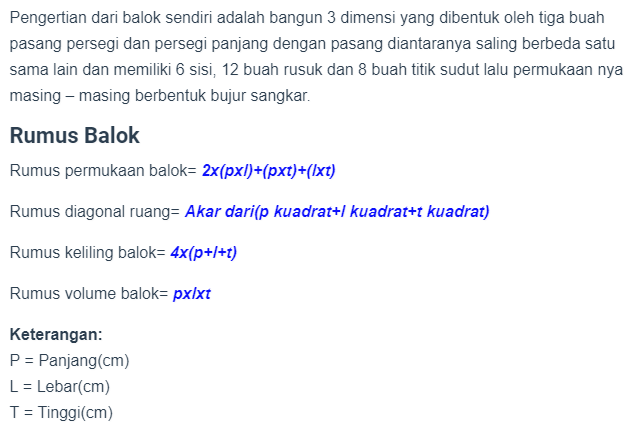 Pengertian dari balok sendiri adalah bangun 3 dimensi yang dibentuk oleh tiga buah
pasang persegi dan persegi panjang dengan pasang diantaranya saling berbeda satu
sama lain dan memiliki 6 sisi, 12 buah rusuk dan 8 buah titik sudut lalu permukaan nya
masing – masing berbentuk bujur sangkar.
Rumus Balok
Rumus permukaan balok= 2x(pxl)+(pxt)+(lxt)
Rumus diagonal ruang= Akar dari(p kuadrat+l kuadrat+t kuadrat)
Rumus keliling balok= 4x(p+l+t)
Rumus volume balok= pxlxt
Keterangan:
P = Panjang(cm)
L = Lebar(cm)
T = Tinggi(cm)